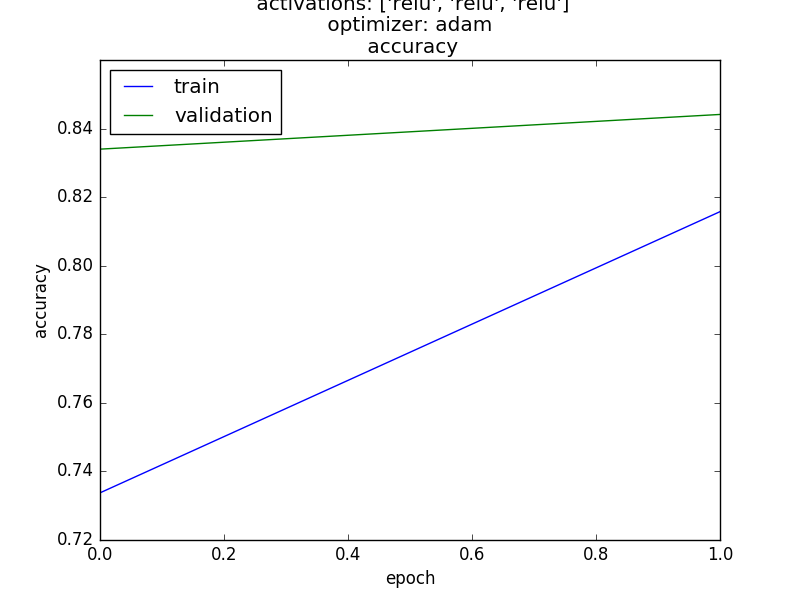 activations: ['relu', 'relu', 'relu']
optimizer: adam
accuracy
train
validation
0.84
0.82
0.80
0.78
0.76
0.74
0.72
accuracy
0.0 0.2 0.4 0.6 0.8 1.0
epoch